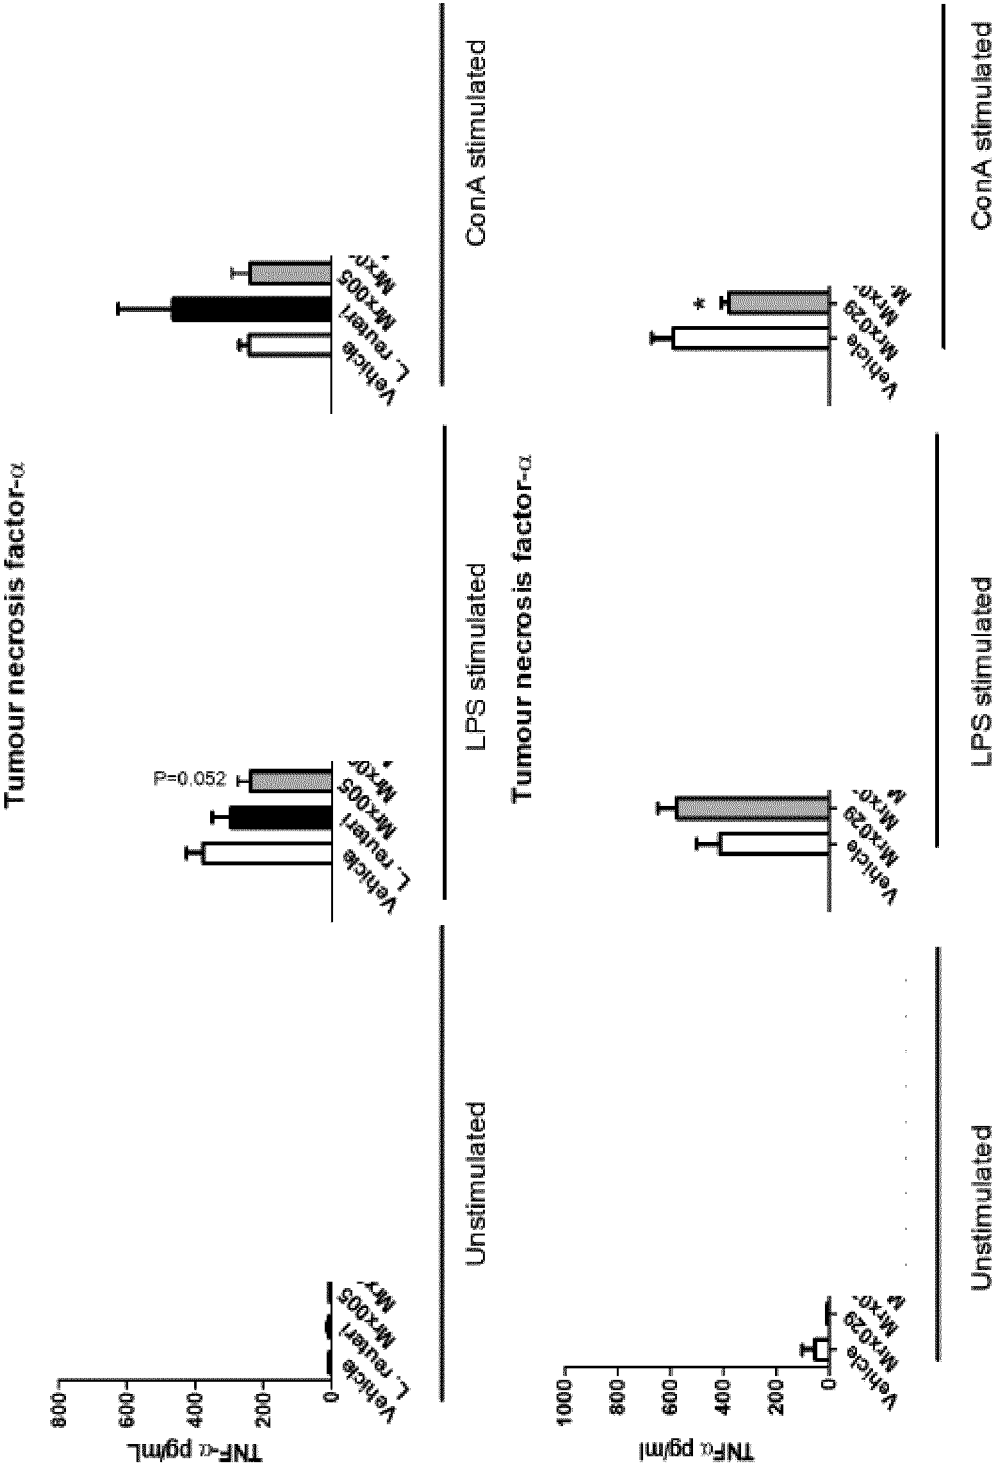 Tumour necrosis factor-α
TNF-α pg/mL
800
600
400
200
0
P=0.052
Vehicle
L. reuteri
Mrx005
Vehicle
L. reuteri
Mrx005
Vehicle
L. reuteri
Mrx005
Unstimulated
LPS stimulated
ConA stimulated
Tumour necrosis factor-α
TNFα pg/ml
1000
800
600
400
200
0
*
Vehicle
Mrx029
Vehicle
Mrx029
Vehicle
Mrx029
Unstimulated
LPS stimulated
ConA stimulated